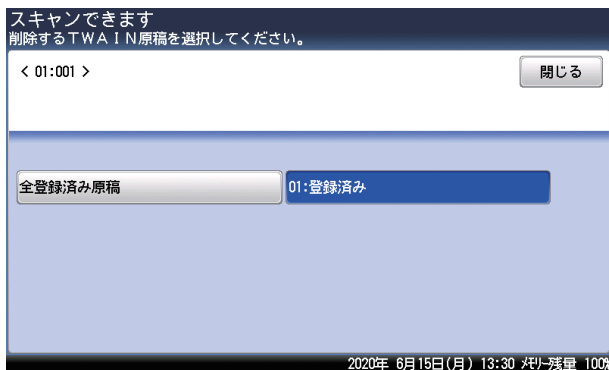 スキャンできます
削除するTWAIN原稿を選択してください。
< 01:001 >
閉じる
全登録済み原稿
01:登録済み
2020年 6月15日(月) 13:30 メモリー残量 100%